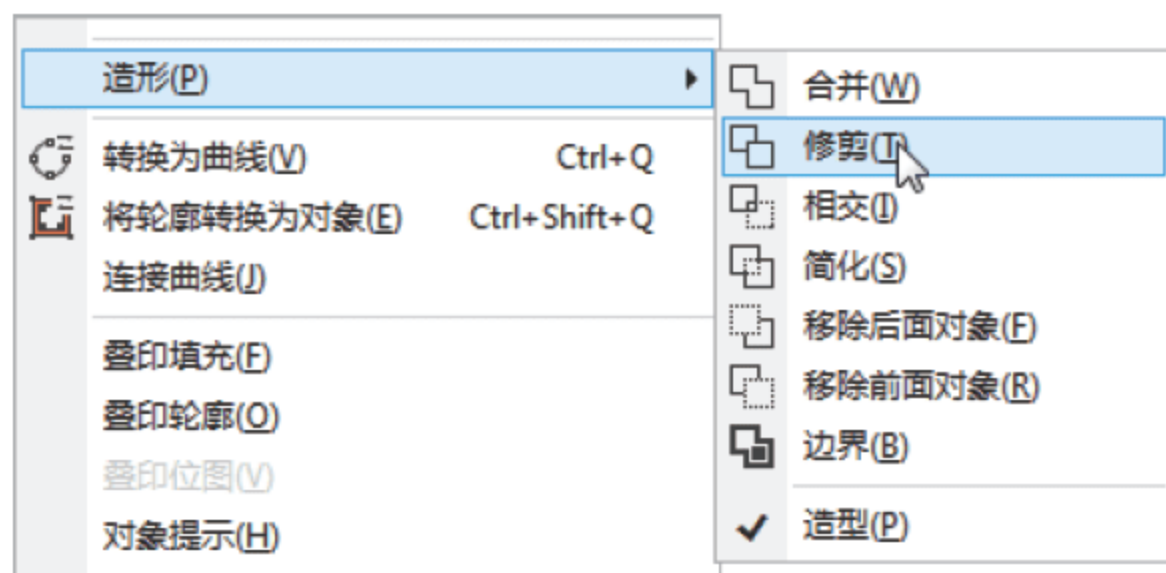 造形(P)
转换为曲线(V) Ctrl+Q
将轮廓转换为对象(E) Ctrl+Shift+Q
连接曲线(J)
叠印填充(F)
叠印轮廓(O)
叠印位图(V)
对象提示(H)
合并(W)
修剪(T)
相交(I)
简化(S)
移除后面对象(F)
移除前面对象(R)
边界(B)
造型(P)